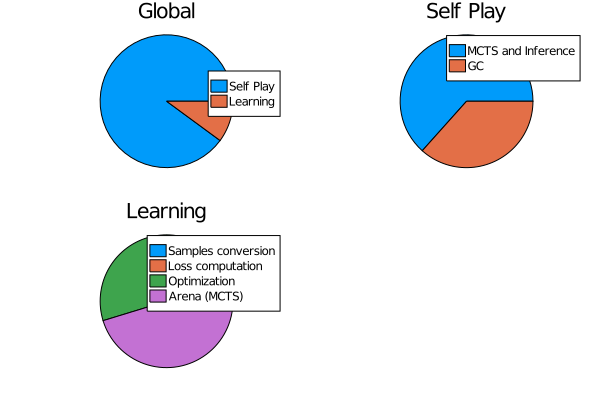 Global
Self Play
Learning
Self Play
MCTS and Inference
GC
Learning
Samples conversion
Loss computation
Optimization
Arena (MCTS)